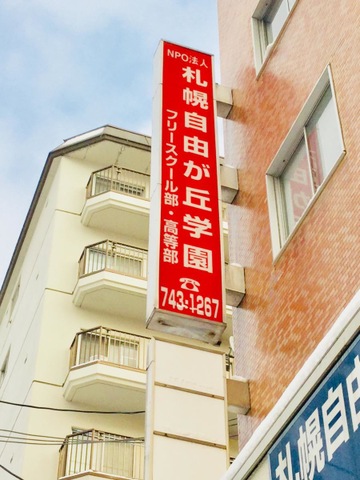 NPO法人
札幌自由が丘学園
フリースクール部・高等部
☎
743-1267
札幌自由